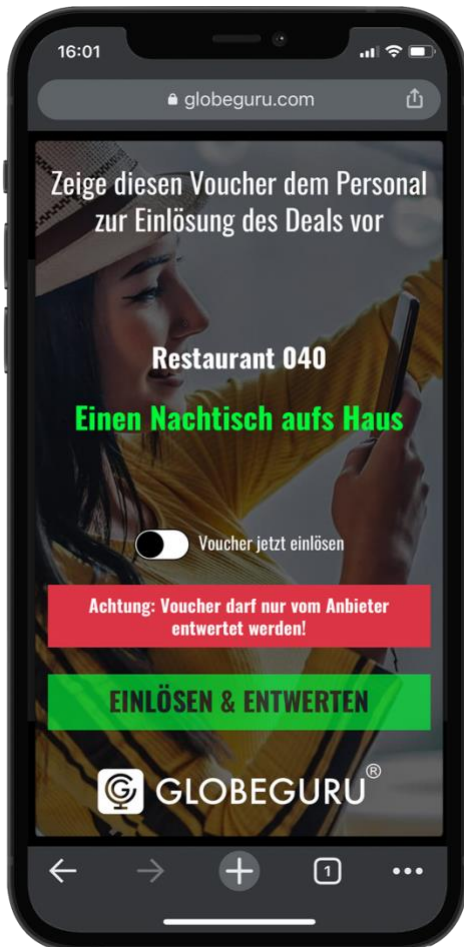 16:01
globeguru.com
Zeige diesen Voucher dem Personal
zur Einlösung des Deals vor
Restaurant 040
Einen Nachtisch aufs Haus
Voucher jetzt einlösen
Achtung: Voucher darf nur vom Anbieter
entwertet werden!
EINLÖSEN & ENTWERTEN
GLOBEGURU®
1